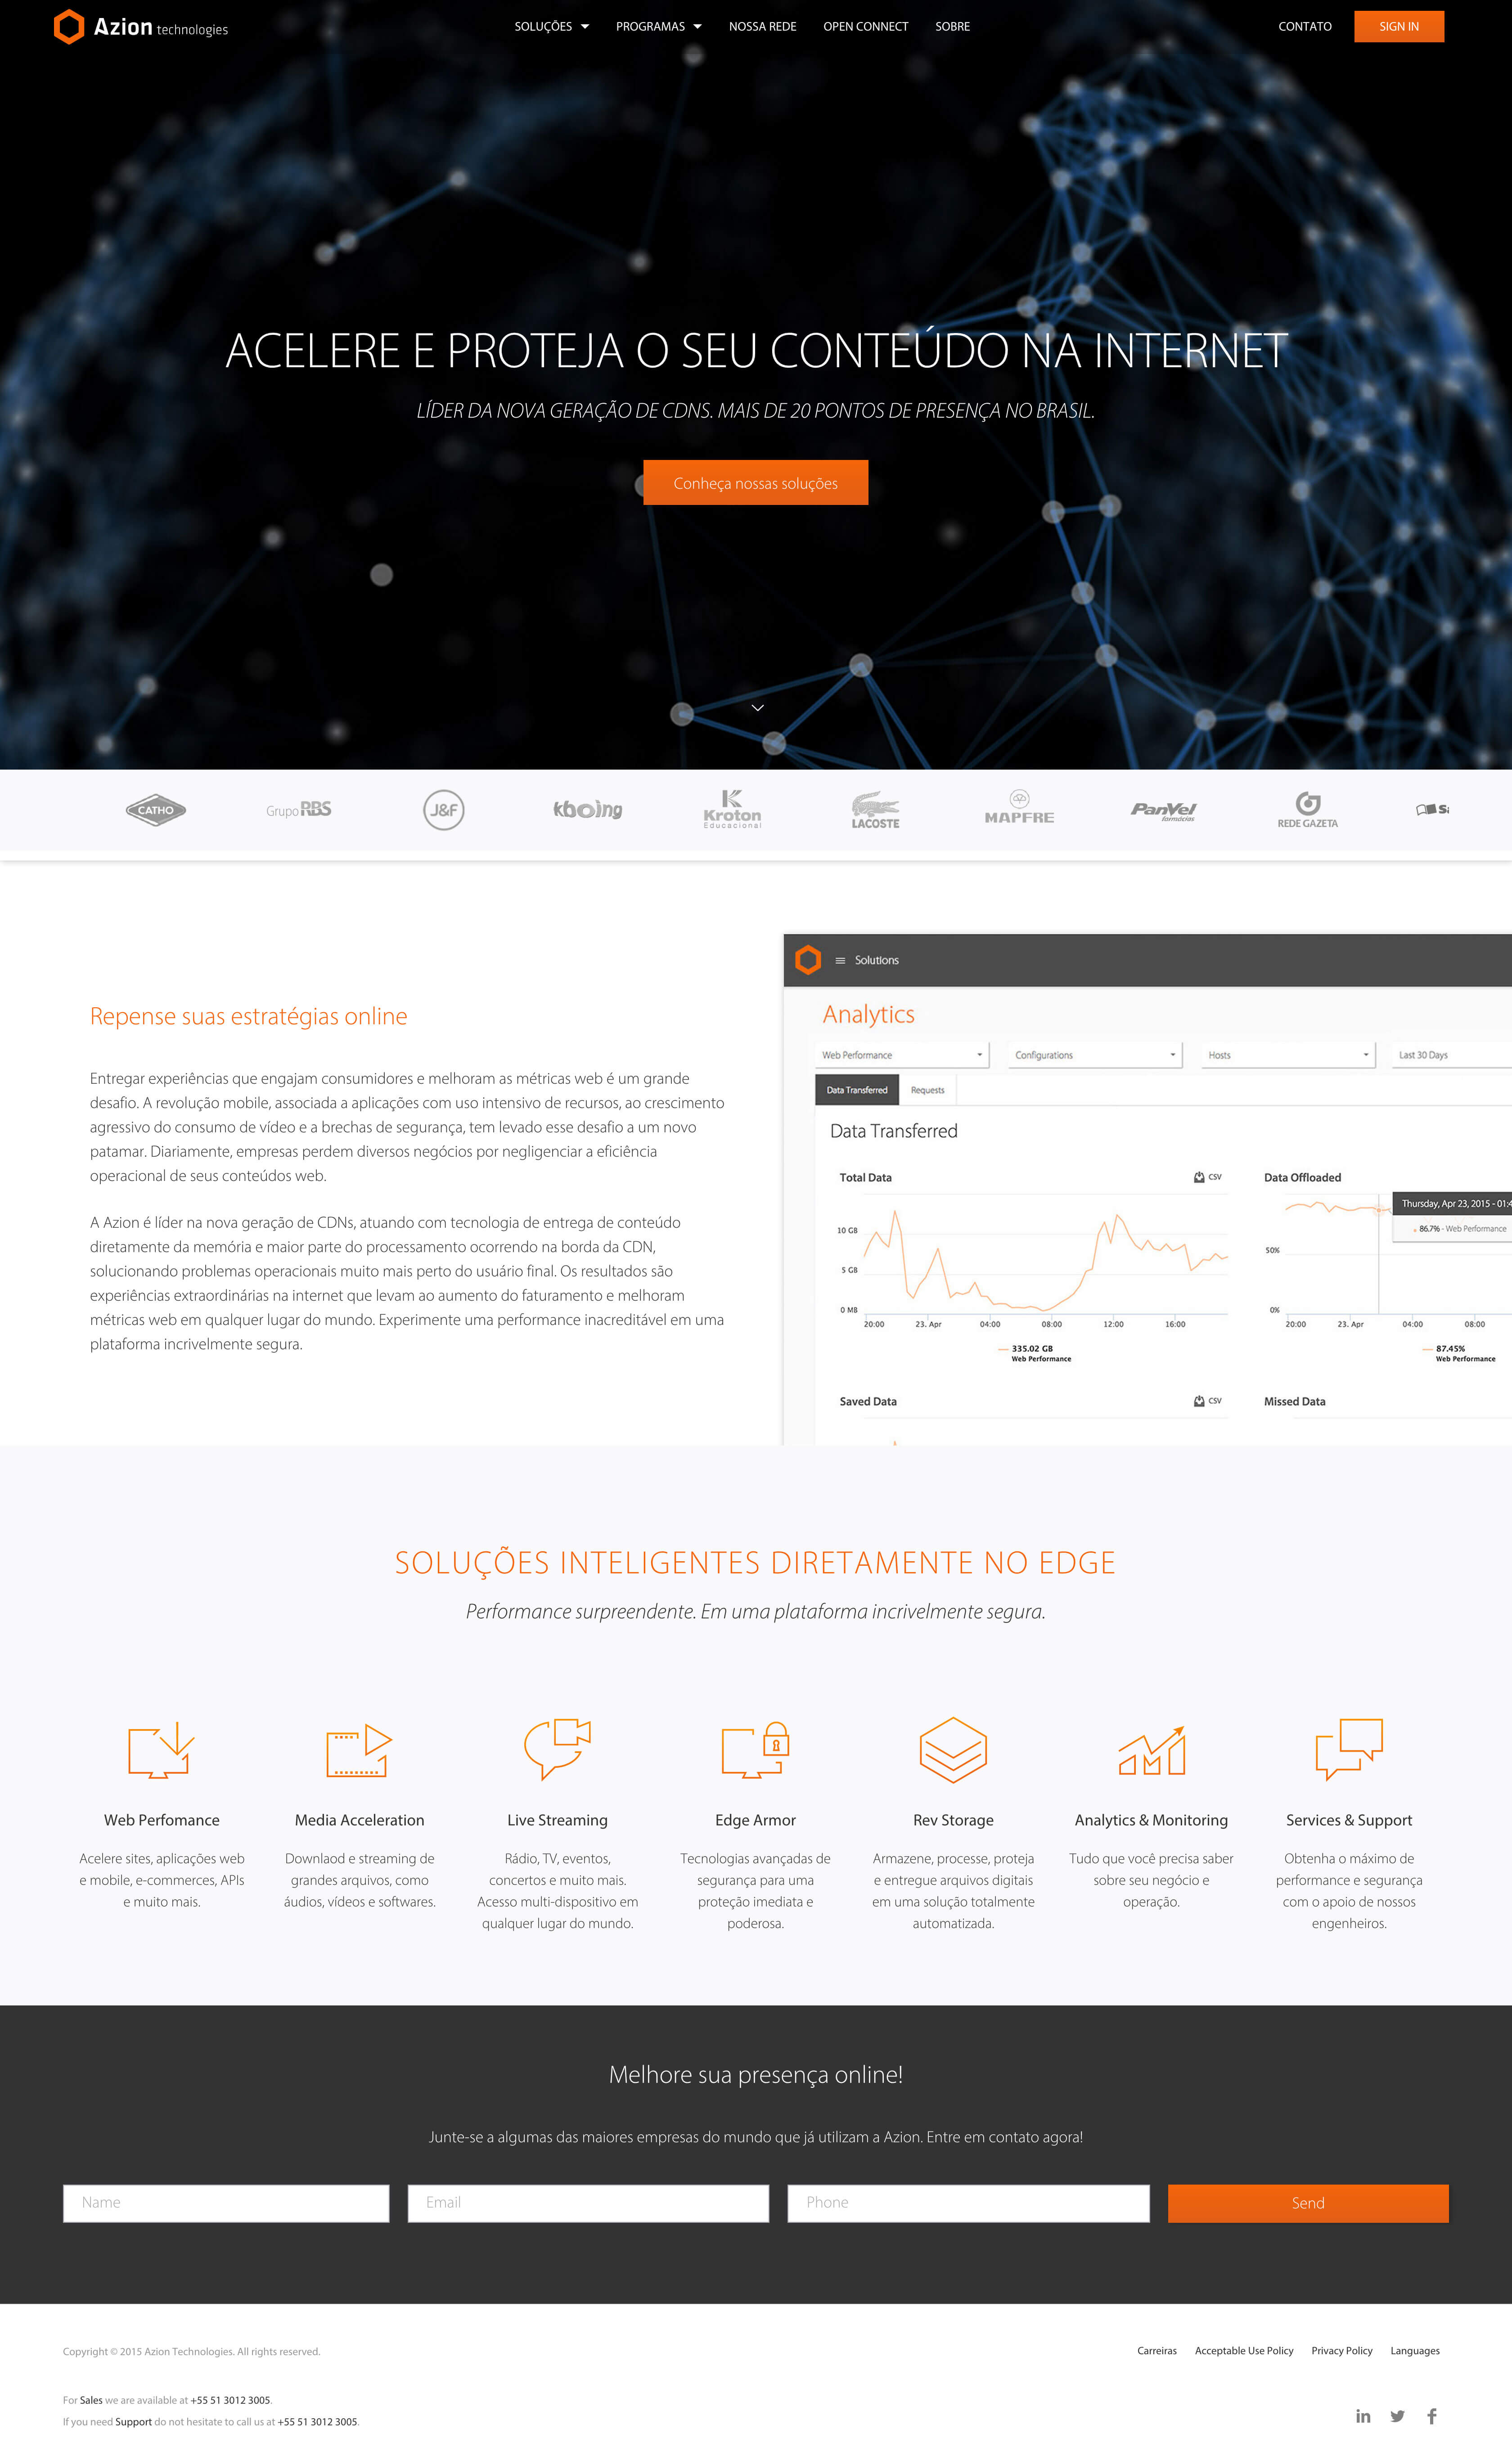 Azion technologies
SOLUÇÕES PROGRAMAS NOSSA REDE OPEN CONNECT SOBRE
CONTATO SIGN IN
ACELERE E PROTEJA O SEU CONTEÚDO NA INTERNET
LÍDER DA NOVA GERAÇÃO DE CDNS. MAIS DE 20 PONTOS DE PRESENÇA NO BRASIL.
Conheça nossas soluções
CATHO
Grupo RBS
J&F
kboing
K
Kroton
Educacional
LACOSTE
MAPFRE
PanVel
farmácias
REDE GAZETA
Repense suas estratégias online
Entregar experiências que engajam consumidores e melhoram as métricas web é um grande
desafio. A revolução mobile, associada a aplicações com uso intensivo de recursos, ao crescimento
agressivo do consumo de vídeo e a brechas de segurança, tem levado esse desafio a um novo
patamar. Diariamente, empresas perdem diversos negócios por negligenciar a eficiência
operacional de seus conteúdos web.
A Azion é líder na nova geração de CDNs, atuando com tecnologia de entrega de conteúdo
diretamente da memória e maior parte do processamento ocorrendo na borda da CDN,
solucionando problemas operacionais muito mais perto do usuário final. Os resultados são
experiências extraordinárias na internet que levam ao aumento do faturamento e melhoram
métricas web em qualquer lugar do mundo. Experimente uma performance inacreditável em uma
plataforma incrivelmente segura.
Solutions
Analytics
Web Performance Configurations Hosts Last 30 Days
Data Transferred Requests
Data Transferred
Total Data CSV
10 GB
5 GB
0 MB
20:00 23. Apr 04:00 08:00 12:00 16:00
335.02 GB
Web Performance
Data Offloaded
Thursday, Apr 23, 2015 - 01:4
86.7% - Web Performance
50%
0%
20:00 23. Apr 04:00 08:00
87.45%
Web Performance
Saved Data CSV
Missed Data
SOLUÇÕES INTELIGENTES DIRETAMENTE NO EDGE
Performance surpreendente. Em uma plataforma incrivelmente segura.
Web Perfomance
Acelere sites, aplicações web
e mobile, e-commerces, APIs
e muito mais.
Media Acceleration
Downlaod e streaming de
grandes arquivos, como
áudios, vídeos e softwares.
Live Streaming
Rádio, TV, eventos,
concertos e muito mais.
Acesso multi-dispositivo em
qualquer lugar do mundo.
Edge Armor
Tecnologias avançadas de
segurança para uma
proteção imediata e
poderosa.
Rev Storage
Armazene, processe, proteja
e entregue arquivos digitais
em uma solução totalmente
automatizada.
Analytics & Monitoring
Tudo que você precisa saber
sobre seu negócio e
operação.
Services & Support
Obtenha o máximo de
performance e segurança
com o apoio de nossos
engenheiros.
Melhore sua presença online!
Junte-se a algumas das maiores empresas do mundo que já utilizam a Azion. Entre em contato agora!
Name Email Phone Send
Copyright © 2015 Azion Technologies. All rights reserved.
Carreiras Acceptable Use Policy Privacy Policy Languages
For Sales we are available at +55 51 3012 3005.
If you need Support do not hesitate to call us at +55 51 3012 3005.